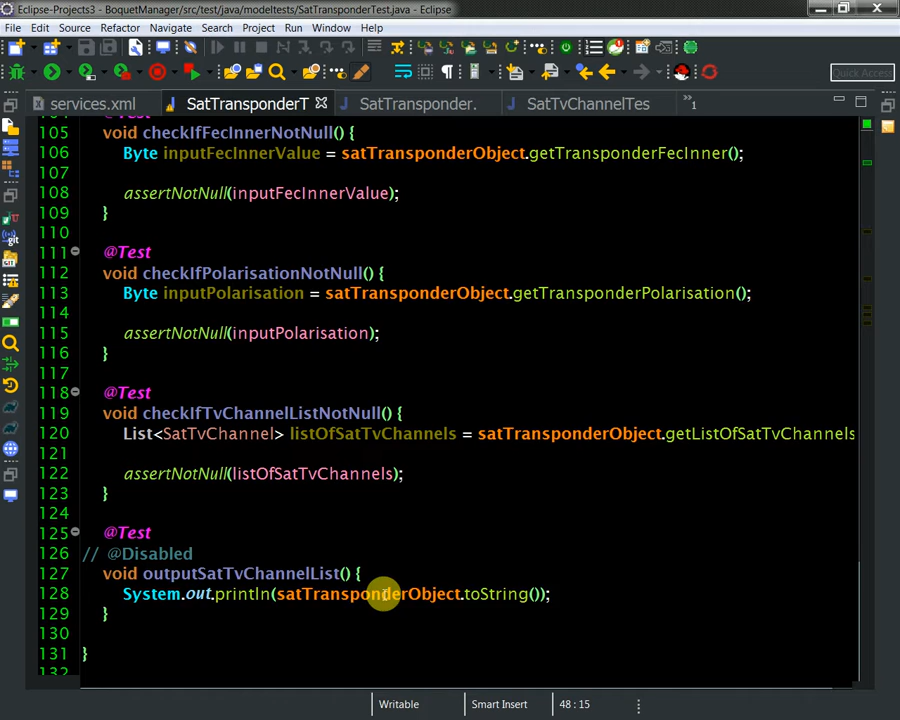 Eclipse-Projects3 - BoquetManager/src/test/java/modeltests/SatTransponderTest.java - Eclipse
File Edit Source Refactor Navigate Search Project Run Window Help
Quick Access
services.xml SatTransponderT SatTransponder. SatTvChannelTes »1
105 void checkIfFecInnerNotNull() {
106 Byte inputFecInnerValue = satTransponderObject.getTransponderFecInner();
107
108 assertNotNull(inputFecInnerValue);
109 }
110
111 @Test
112 void checkIfPolarisationNotNull() {
113 Byte inputPolarisation = satTransponderObject.getTransponderPolarisation();
114
115 assertNotNull(inputPolarisation);
116 }
117
118 @Test
119 void checkIfTvChannelListNotNull() {
120 List<SatTvChannel> listOfSatTvChannels = satTransponderObject.getListOfSatTvChannels
121
122 assertNotNull(listOfSatTvChannels);
123 }
124
125 @Test
126 // @Disabled
127 void outputSatTvChannelList() {
128 System.out.println(satTransponderObject.toString());
129 }
130
131 }
132
Writable Smart Insert 48 : 15